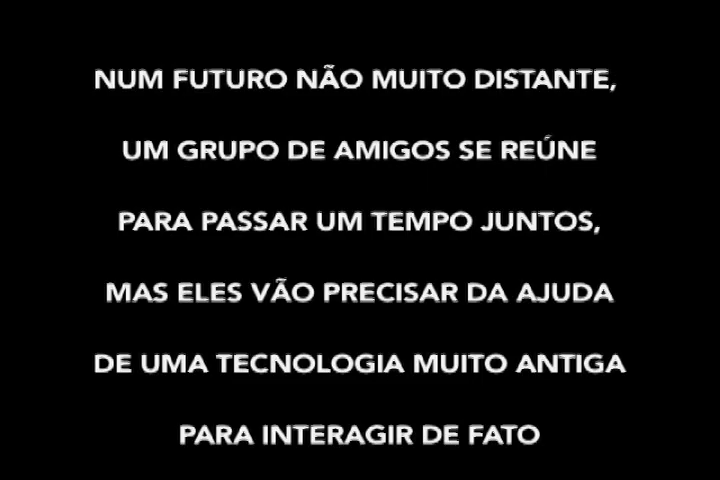 NUM FUTURO NÃO MUITO DISTANTE,
UM GRUPO DE AMIGOS SE REÚNE
PARA PASSAR UM TEMPO JUNTOS,
MAS ELES VÃO PRECISAR DA AJUDA
DE UMA TECNOLOGIA MUITO ANTIGA
PARA INTERAGIR DE FATO